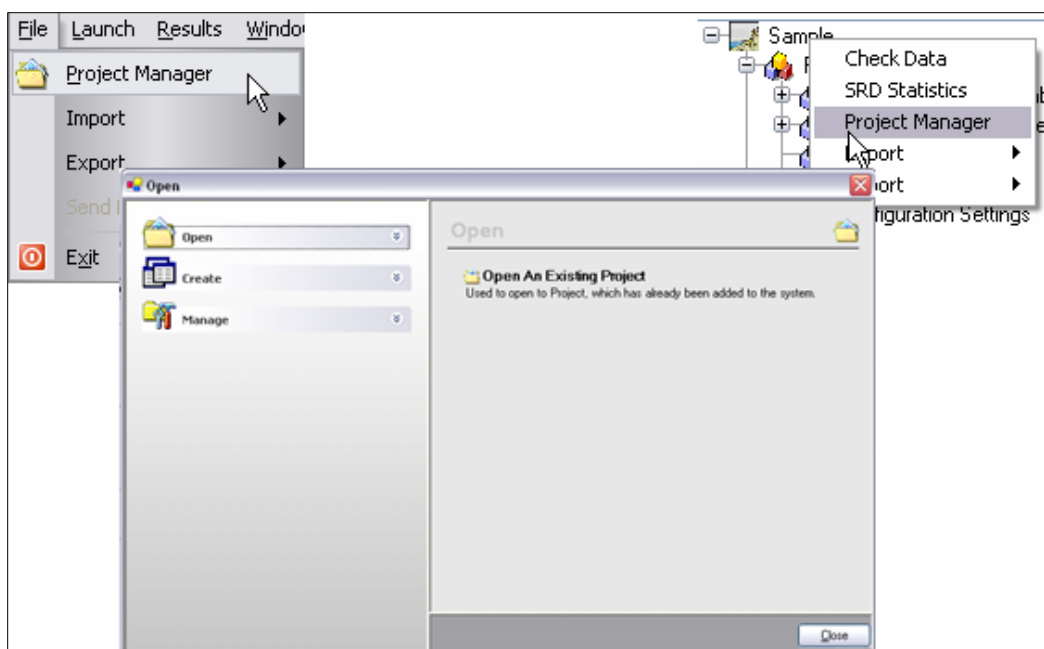 File Launch Results
Project Manager
Import
Export
Send
Exit
Sample
Check Data
SRD Statistics
Project Manager
Settings
Open
Open
Create
Manage
Open
Open An Existing Project
Used to open to Project, which has already been added to the system.
Close